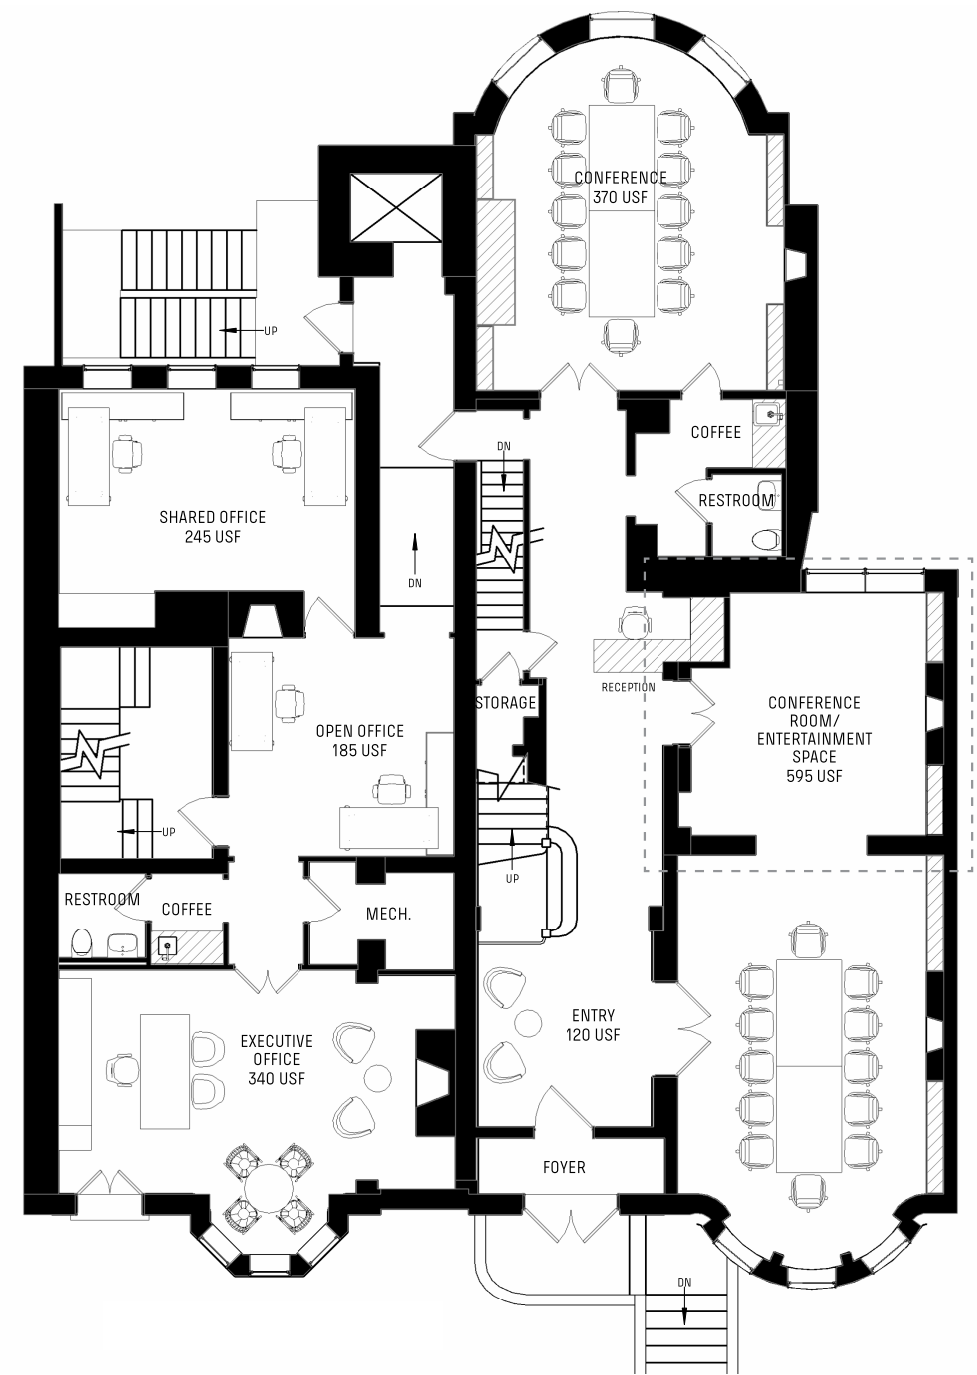 CONFERENCE
370 USF
UP
DN
COFFEE
RESTROOM
SHARED OFFICE
245 USF
DN
RECEPTION
STORAGE
CONFERENCE
ROOM/
ENTERTAINMENT
SPACE
595 USF
OPEN OFFICE
185 USF
UP
UP
RESTROOM
COFFEE
MECH.
ENTRY
120 USF
EXECUTIVE
OFFICE
340 USF
FOYER
DN